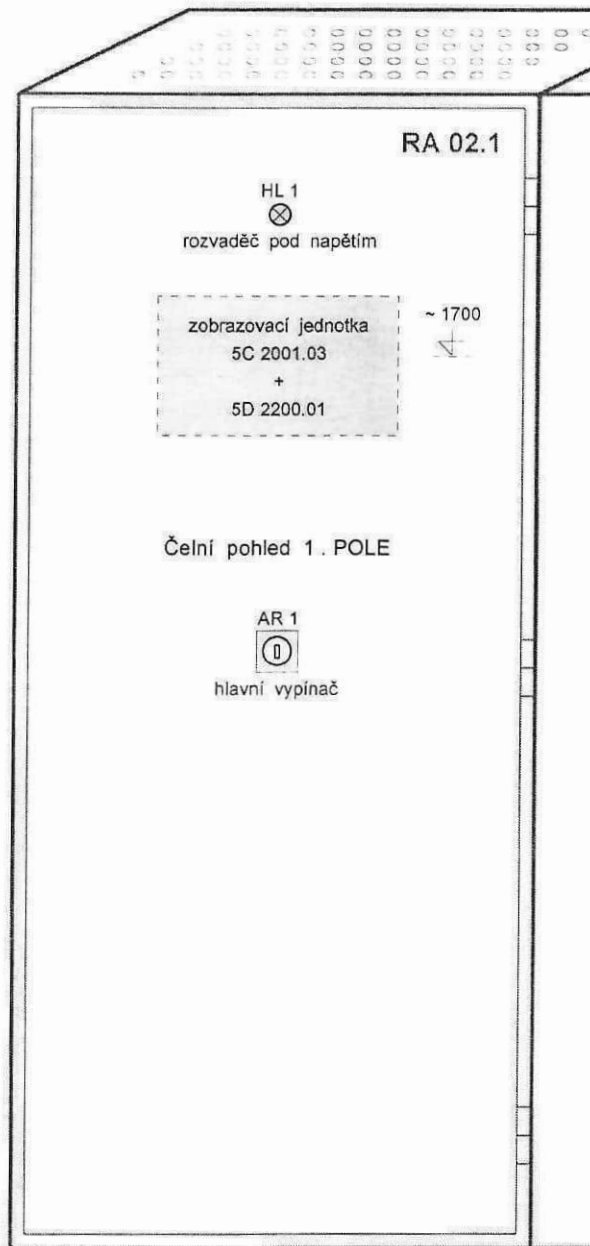 RA 02.1
HL 1
rozvaděč pod napětím
zobrazovací jednotka
5C 2001.03
+
5D 2200.01
~ 1700
Čelní pohled 1 . POLE
AR 1
hlavní vypínač